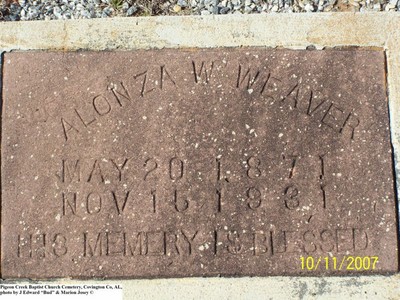 ALONZA W WEAVER
MAY 20 1871
NOV 15 1931
HIS MEMERY IS BLESSED
10/11/2007
Pigeon Creek Baptist Church Cemetery, Covington Co, AL,
photo by J Edward "Bud" & Marion Josey ©